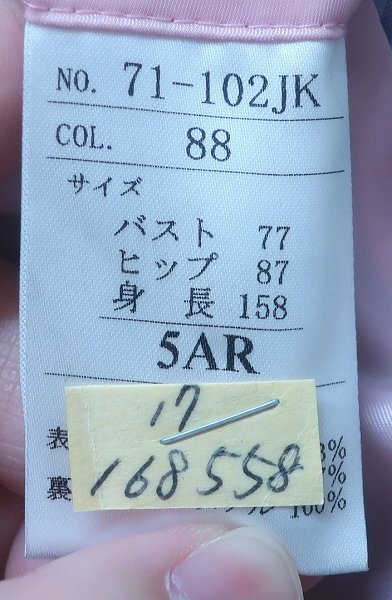 NO. 71-102JK
COL. 88
サイズ
バスト 77
ヒップ 87
身長 158
5AR
17
168558
表 3%
裏 %
100%